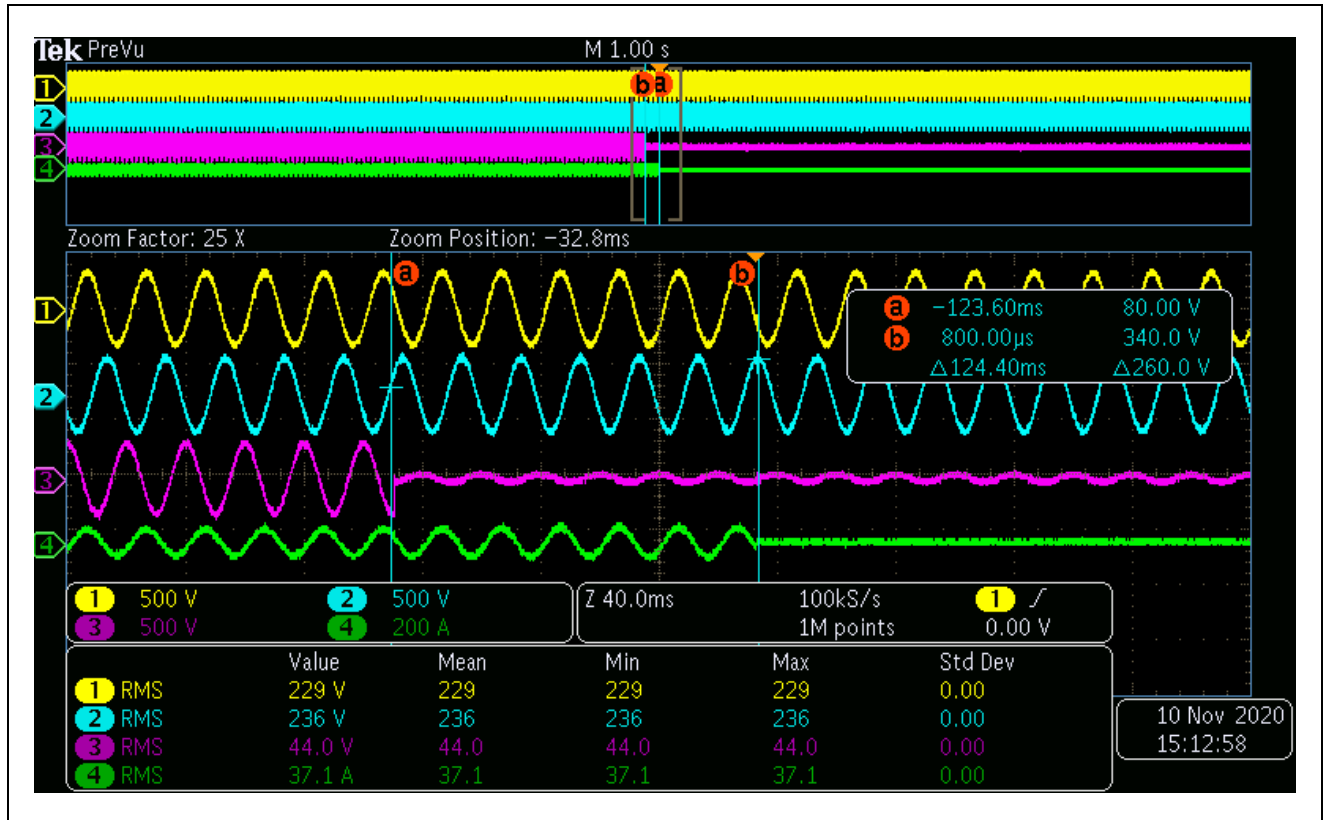 Tek PreVu M 1.00 s
b a
1
2
3
4
Zoom Factor: 25 X Zoom Position: −32.8ms
a b
1
2
3
4
a −123.60ms 80.00 V
b 800.00µs 340.0 V
△124.40ms △260.0 V
1 500 V 2 500 V Z 40.0ms 100kS/s 1 /
3 500 V 4 200 A 1M points 0.00 V
Value Mean Min Max Std Dev
1 RMS 229 V 229 229 229 0.00
2 RMS 236 V 236 236 236 0.00
3 RMS 44.0 V 44.0 44.0 44.0 0.00
4 RMS 37.1 A 37.1 37.1 37.1 0.00
10 Nov 2020
15:12:58